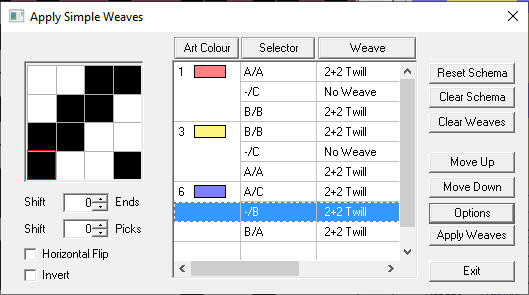 Apply Simple Weaves
Art Colour Selector Weave
1 A/A 2+2 Twill
-/C No Weave
B/B 2+2 Twill
3 B/B 2+2 Twill
-/C No Weave
A/A 2+2 Twill
6 A/C 2+2 Twill
-/B 2+2 Twill
B/A 2+2 Twill
Shift 0 Ends
Shift 0 Picks
Horizontal Flip
Invert
Reset Schema
Clear Schema
Clear Weaves
Move Up
Move Down
Options
Apply Weaves
Exit